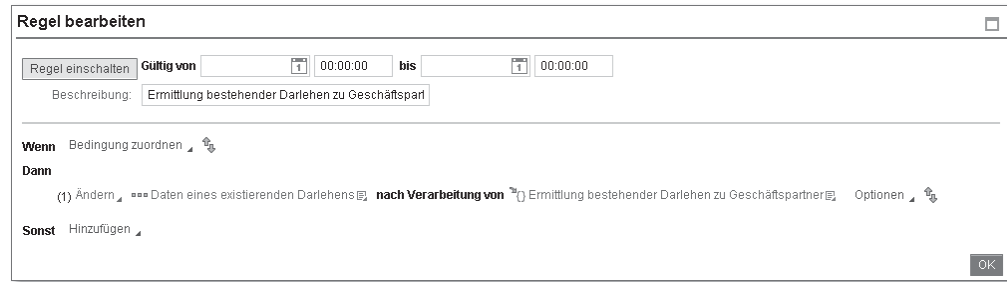 Regel bearbeiten
Regel einschalten Gültig von 1 00:00:00 bis 1 00:00:00
Beschreibung: Ermittlung bestehender Darlehen zu Geschäftspart
Wenn Bedingung zuordnen
Dann
(1) Ändern Daten eines existierenden Darlehens nach Verarbeitung von {} Ermittlung bestehender Darlehen zu Geschäftspartner Optionen
Sonst Hinzufügen
OK